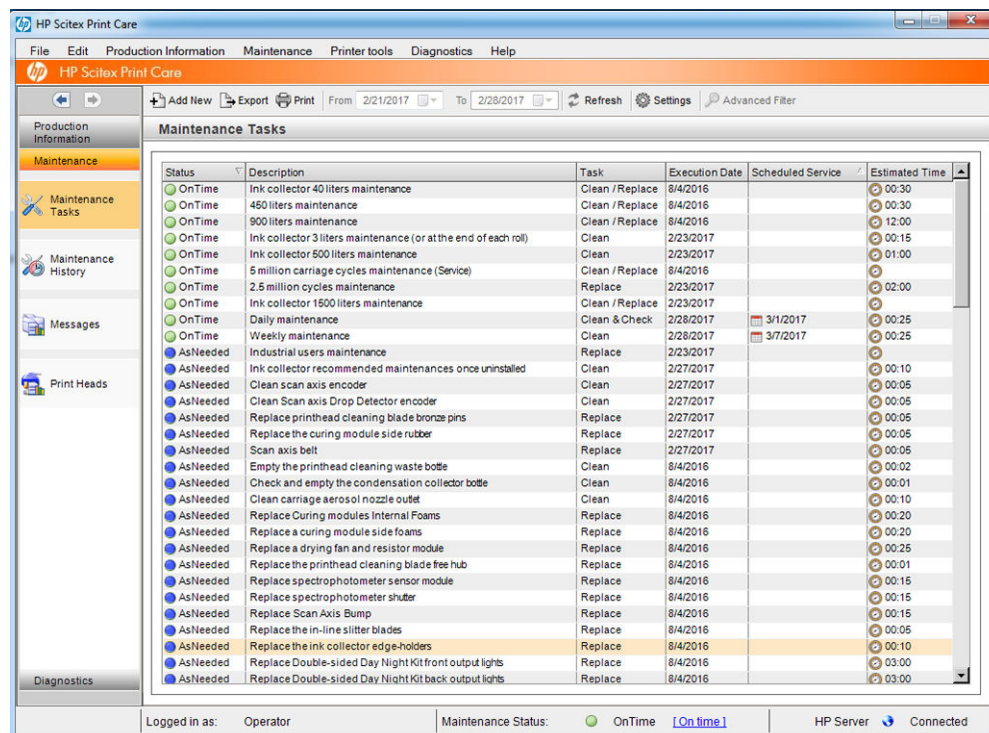 HP Scitex Print Care
File Edit Production Information Maintenance Printer tools Diagnostics Help
hp HP Scitex Print Care
Add New Export Print From 2/21/2017 To 2/28/2017 Refresh Settings Advanced Filter
Production Information
Maintenance
Maintenance Tasks
Maintenance History
Messages
Print Heads
Diagnostics
Maintenance Tasks
Status Description Task Execution Date Scheduled Service Estimated Time
OnTime Ink collector 40 liters maintenance Clean / Replace 8/4/2016 00:30
OnTime 460 liters maintenance Clean / Replace 8/4/2016 00:30
OnTime 900 liters maintenance Clean / Replace 8/4/2016 12:00
OnTime Ink collector 3 liters maintenance (or at the end of each roll) Clean 2/23/2017 00:15
OnTime Ink collector 500 liters maintenance Clean 2/23/2017 01:00
OnTime 5 million carriage cycles maintenance (Service) Clean / Replace 8/4/2016
OnTime 2.5 million cycles maintenance Replace 2/23/2017 02:00
OnTime Ink collector 1500 liters maintenance Clean / Replace 2/23/2017
OnTime Daily maintenance Clean & Check 2/28/2017 3/1/2017 00:25
OnTime Weekly maintenance Clean 2/28/2017 3/7/2017 00:25
AsNeeded Industrial users maintenance Replace 2/23/2017
AsNeeded Ink collector recommended maintenances once uninstalled Clean 2/27/2017 00:10
AsNeeded Clean scan axis encoder Clean 2/27/2017 00:05
AsNeeded Clean Scan axis Drop Detector encoder Clean 2/27/2017 00:05
AsNeeded Replace printhead cleaning blade bronze pins Replace 2/27/2017 00:05
AsNeeded Replace the curing module side rubber Replace 2/27/2017 00:05
AsNeeded Scan axis belt Replace 2/27/2017 00:05
AsNeeded Empty the printhead cleaning waste bottle Clean 8/4/2016 00:02
AsNeeded Check and empty the condensation collector bottle Clean 8/4/2016 00:01
AsNeeded Clean carriage aerosol nozzle outlet Clean 8/4/2016 00:10
AsNeeded Replace Curing modules Internal Foams Replace 8/4/2016 00:20
AsNeeded Replace a curing module side foams Replace 8/4/2016 00:20
AsNeeded Replace a drying fan and resistor module Replace 8/4/2016 00:25
AsNeeded Replace the printhead cleaning blade free hub Replace 8/4/2016 00:01
AsNeeded Replace spectrophotometer sensor module Replace 8/4/2016 00:15
AsNeeded Replace spectrophotometer shutter Replace 8/4/2016 00:15
AsNeeded Replace Scan Axis Bump Replace 8/4/2016 00:15
AsNeeded Replace the in-line slitter blades Replace 8/4/2016 00:05
AsNeeded Replace the ink collector edge-holders Replace 8/4/2016 00:10
AsNeeded Replace Double-sided Day Night Kit front output lights Replace 8/4/2016 03:00
AsNeeded Replace Double-sided Day Night Kit back output lights Replace 8/4/2016 03:00
Logged in as: Operator Maintenance Status: OnTime [ On time ] HP Server Connected